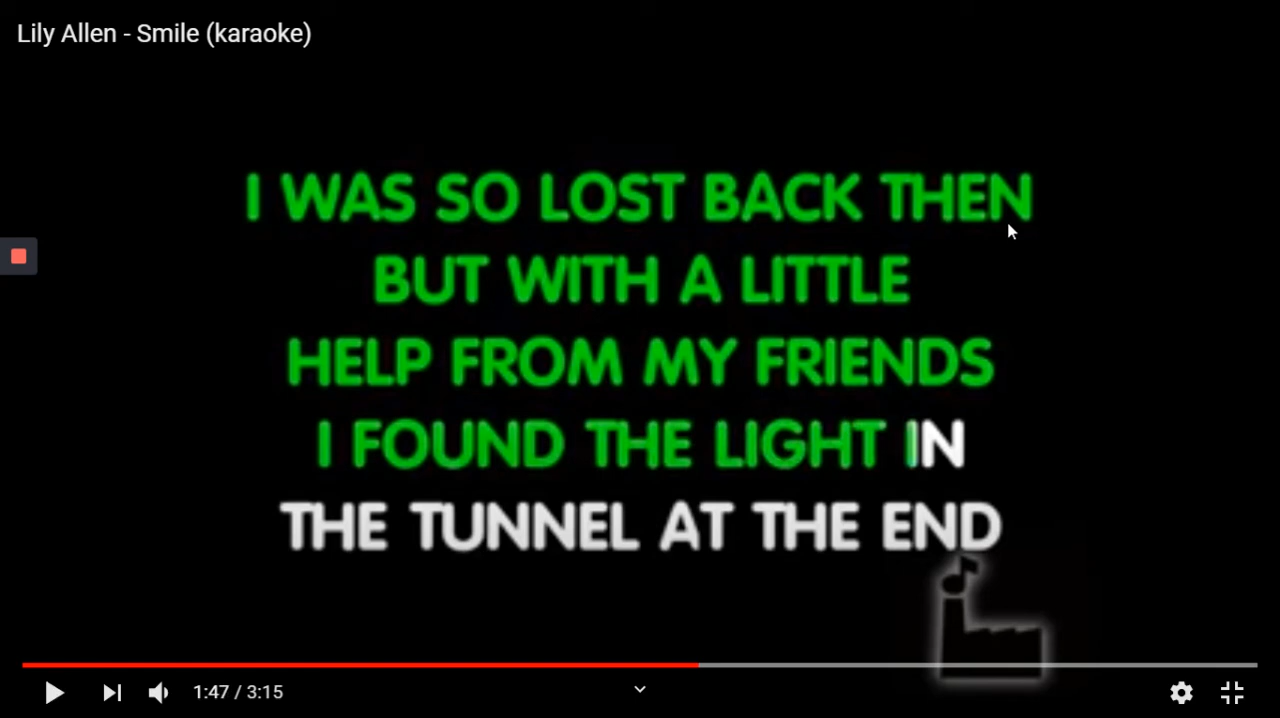 Lily Allen - Smile (karaoke)
I WAS SO LOST BACK THEN
BUT WITH A LITTLE
HELP FROM MY FRIENDS
I FOUND THE LIGHT IN
THE TUNNEL AT THE END
1:47 / 3:15